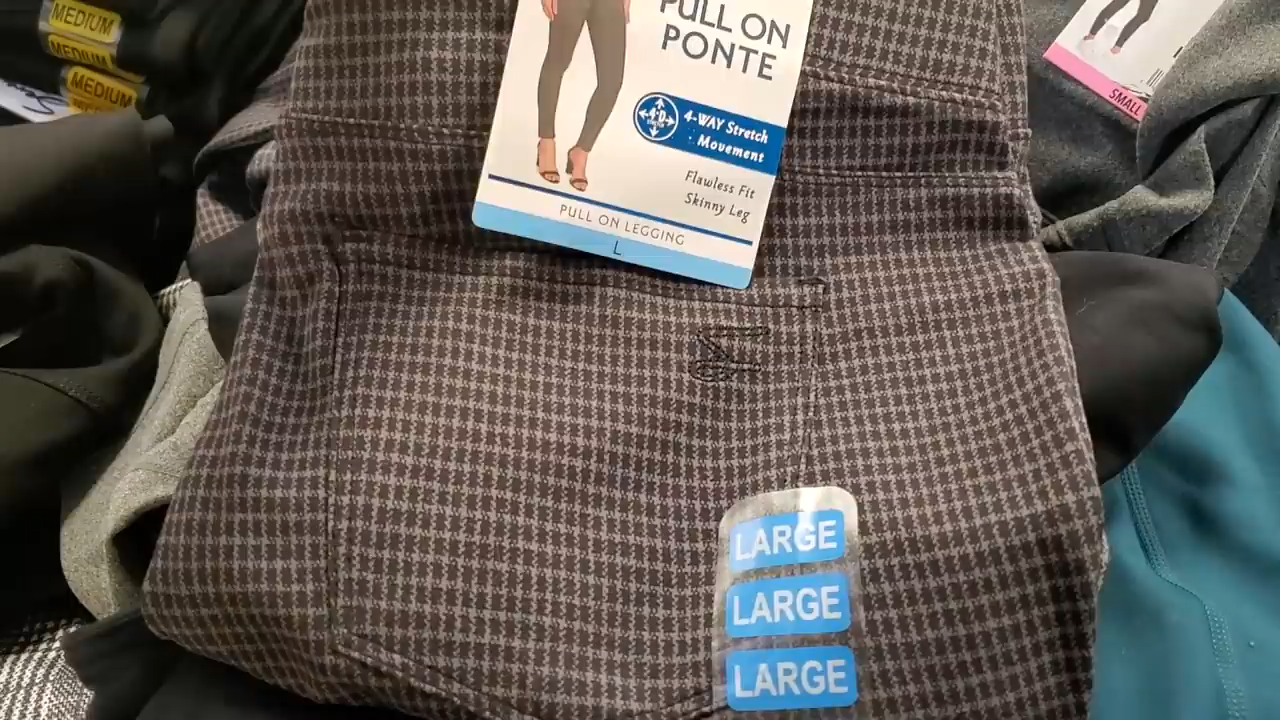 MEDIUM
MEDIUM
MEDIUM
PULL ON
PONTE
4-D
4-WAY Stretch
Movement
Flawless Fit
Skinny Leg
PULL ON LEGGING
L
SMALL
LARGE
LARGE
LARGE